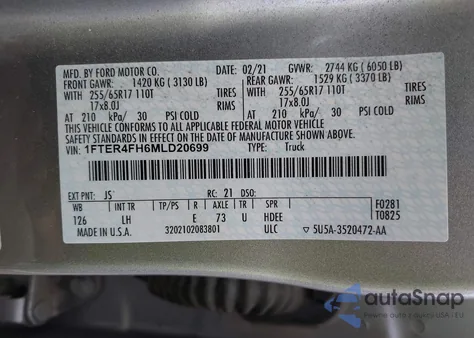 MFD. BY FORD MOTOR CO. 02/21 GVWR: 2744 KG ( 6050 LB)
FRONT GAWR: 1420 KG ( 3130 LB) REAR GAWR: 1529 KG ( 3370 LB)
WITH 255/65R17 110T TIRES WITH 255/65R17 110T TIRES
17x8.0J RIMS 17x8.0J RIMS
AT 210 kPa/ 30 PSI COLD AT 210 kPa/ 30 PSI COLD
THIS VEHICLE CONFORMS TO ALL APPLICABLE FEDERAL MOTOR VEHICLE
SAFETY STANDARDS IN EFFECT ON THE DATE OF MANUFACTURE SHOWN ABOVE.
VIN: 1FTER4FH6MLD20699 TYPE: Truck
EXT PNT: JS RC: 21 DSO:
WB INT TR TP/PS R AXLE TR SPR F0281
126 LH E 73 U HDEE T0825
MADE IN U.S.A. 3202102083801 ULC 5U5A-3520472-AA
autoSnap